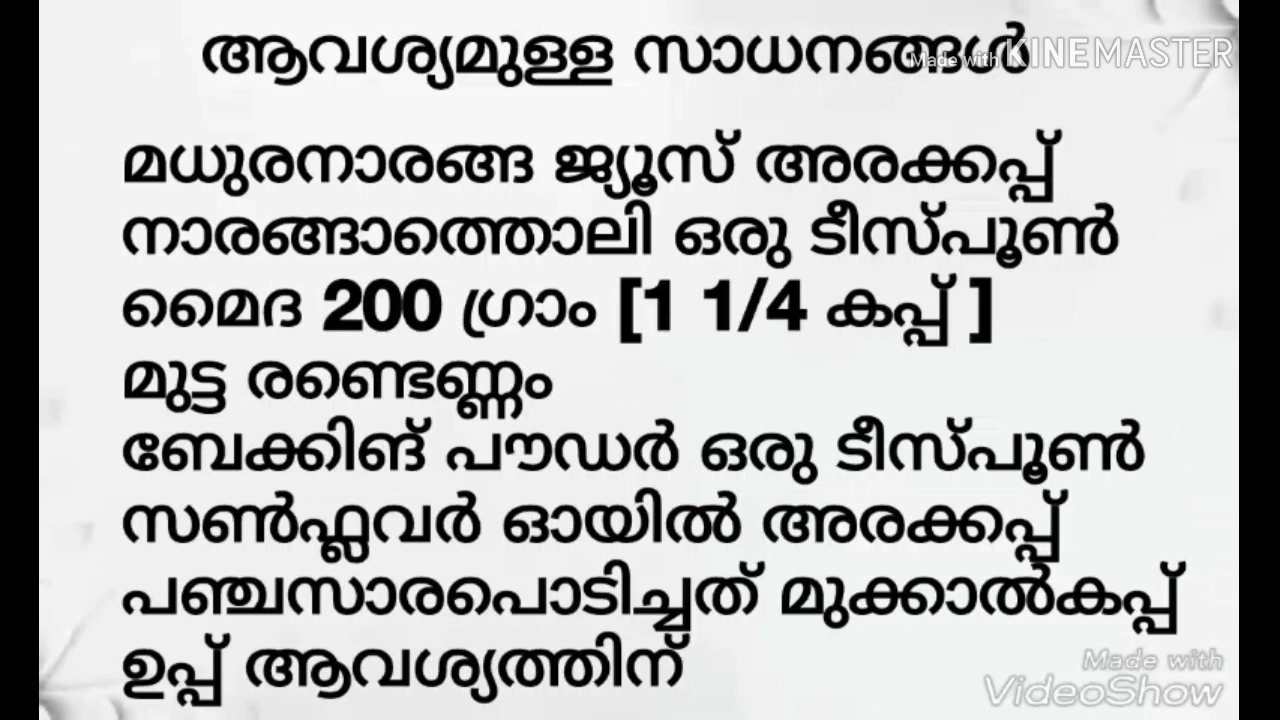 ആവശ്യമുള്ള സാധനങ്ങൾ
Made with KINEMASTER
മധുരനാരങ്ങ ജ്യൂസ് അരക്കപ്പ്
നാരങ്ങാത്തൊലി ഒരു ടീസ്പൂൺ
മൈദ 200 ഗ്രാം [1 1/4 കപ്പ് ]
മുട്ട രണ്ടെണ്ണം
ബേക്കിങ് പൗഡർ ഒരു ടീസ്പൂൺ
സൺഫ്ലവർ ഓയിൽ അരക്കപ്പ്
പഞ്ചസാരപൊടിച്ചത് മുക്കാൽകപ്പ്
ഉപ്പ് ആവശ്യത്തിന്
Made with
VideoShow